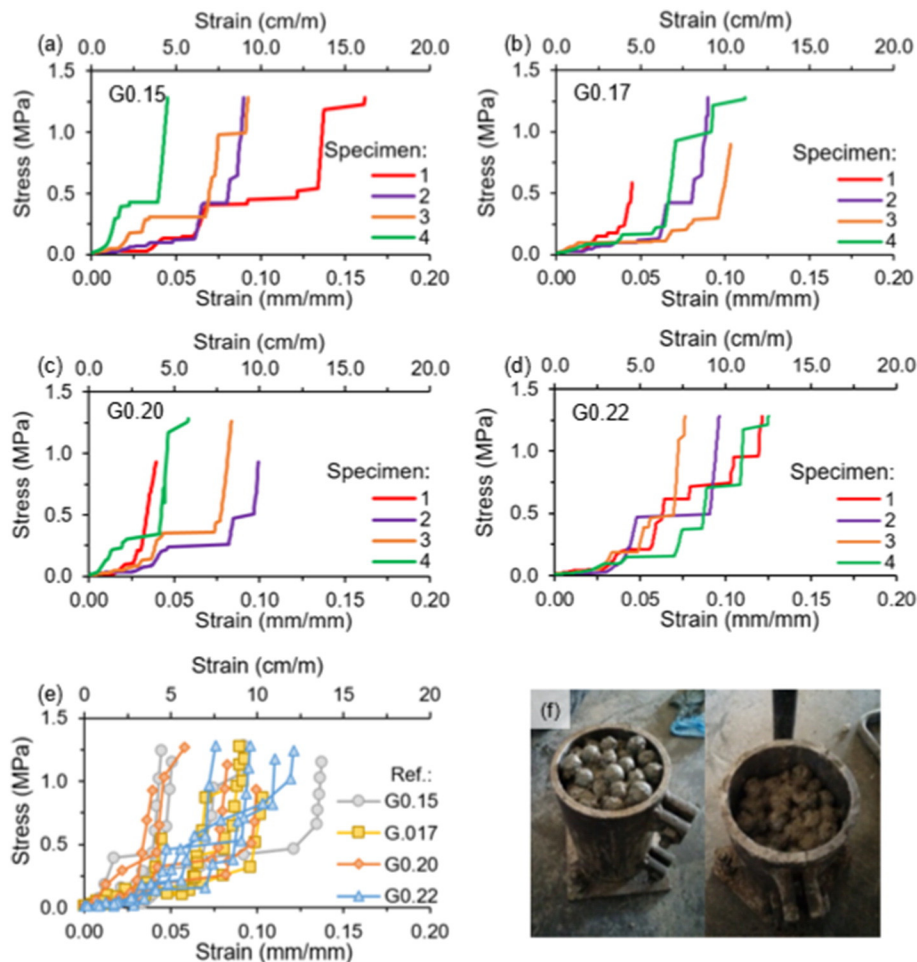 (a)
Strain (cm/m)
0.0 5.0 10.0 15.0 20.0
1.5
1.0
0.5
0.0
Stress (MPa)
G0.15
Specimen:
1
2
3
4
0.00 0.05 0.10 0.15 0.20
Strain (mm/mm)
(b)
Strain (cm/m)
0.0 5.0 10.0 15.0 20.0
1.5
1.0
0.5
0.0
Stress (MPa)
G0.17
Specimen:
1
2
3
4
0.00 0.05 0.10 0.15 0.20
Strain (mm/mm)
(c)
Strain (cm/m)
0.0 5.0 10.0 15.0 20.0
1.5
1.0
0.5
0.0
Stress (MPa)
G0.20
Specimen:
1
2
3
4
0.00 0.05 0.10 0.15 0.20
Strain (mm/mm)
(d)
Strain (cm/m)
0.0 5.0 10.0 15.0 20.0
1.5
1.0
0.5
0.0
Stress (MPa)
G0.22
Specimen:
1
2
3
4
0.00 0.05 0.10 0.15 0.20
Strain (mm/mm)
(e)
Strain (cm/m)
0 5 10 15 20
1.5
1.0
0.5
0.0
Stress (MPa)
Ref.:
G0.15
G.017
G0.20
G0.22
0.00 0.05 0.10 0.15 0.20
Strain (mm/mm)
(f)